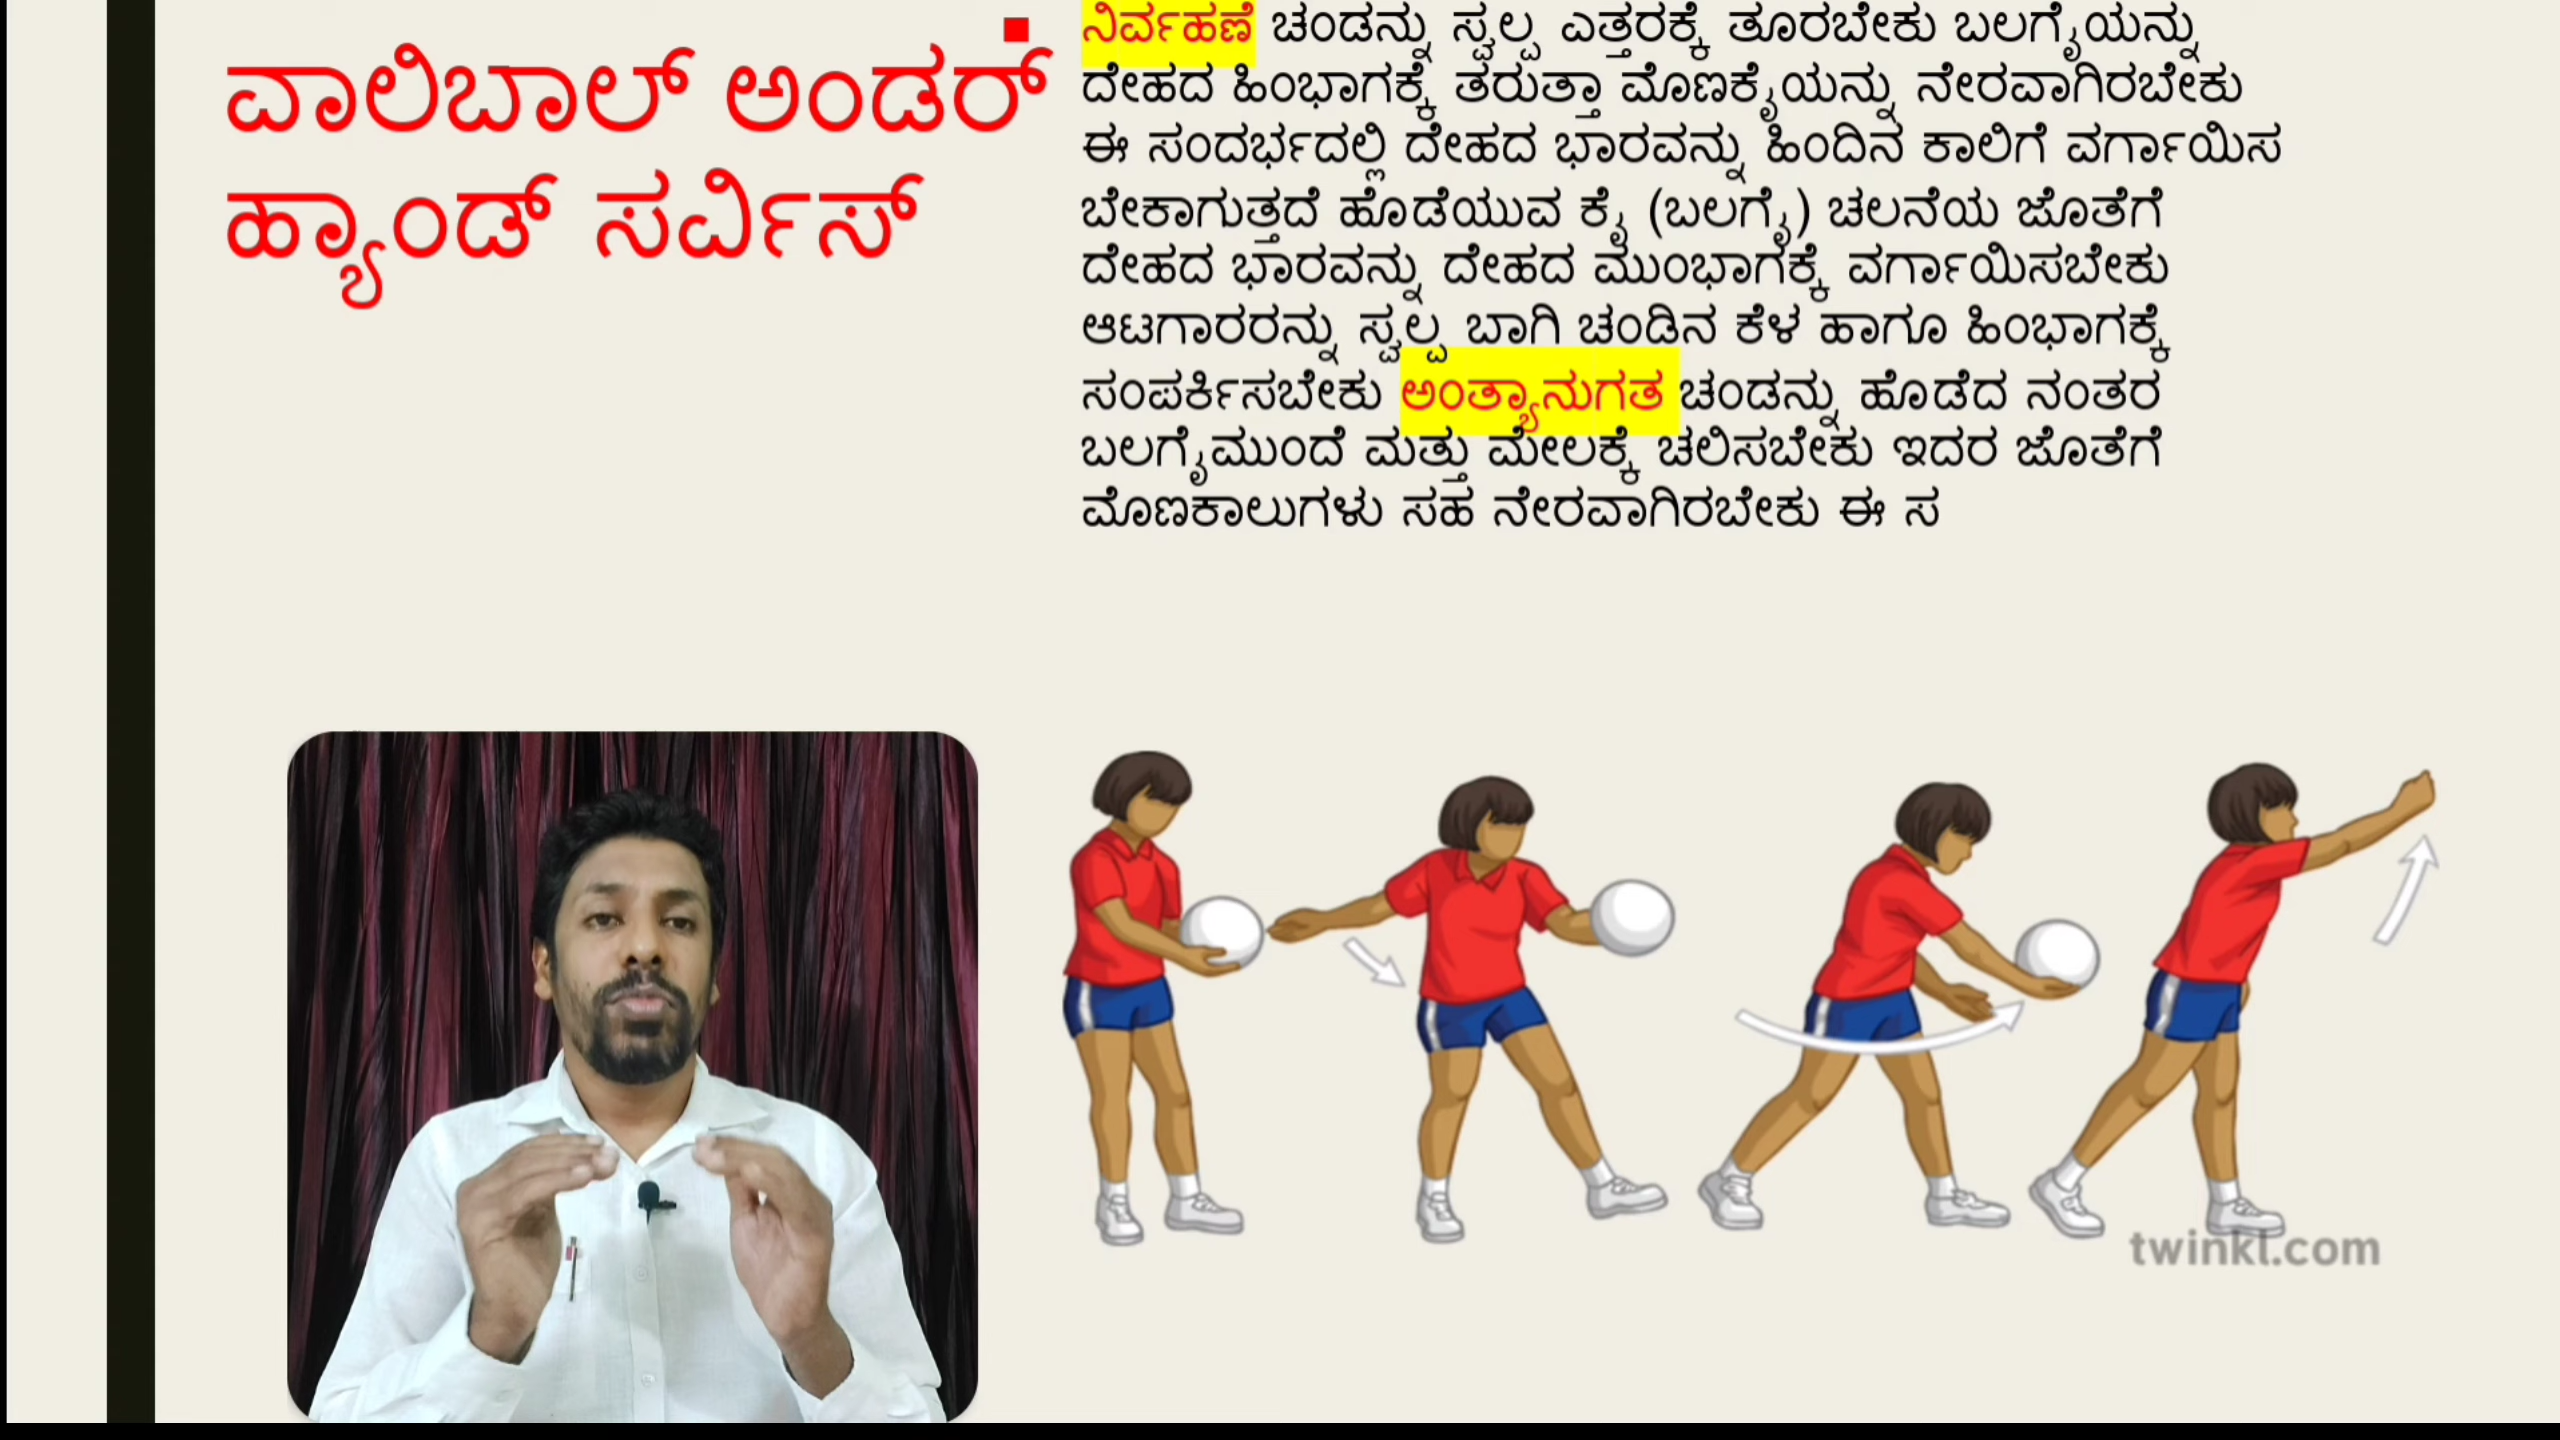 ವಾಲಿಬಾಲ್ ಅಂಡರ್
ಹ್ಯಾಂಡ್ ಸರ್ವಿಸ್
ನಿರ್ವಹಣೆ ಚಂಡನ್ನು ಸ್ವಲ್ಪ ಎತ್ತರಕ್ಕೆ ತೂರಬೇಕು ಬಲಗೈಯನ್ನು
ದೇಹದ ಹಿಂಭಾಗಕ್ಕೆ ತರುತ್ತಾ ಮೊಣಕೈಯನ್ನು ನೇರವಾಗಿರಬೇಕು
ಈ ಸಂದರ್ಭದಲ್ಲಿ ದೇಹದ ಭಾರವನ್ನು ಹಿಂದಿನ ಕಾಲಿಗೆ ವರ್ಗಾಯಿಸ
ಬೇಕಾಗುತ್ತದೆ ಹೊಡೆಯುವ ಕೈ (ಬಲಗೈ) ಚಲನೆಯ ಜೊತೆಗೆ
ದೇಹದ ಭಾರವನ್ನು ದೇಹದ ಮುಂಭಾಗಕ್ಕೆ ವರ್ಗಾಯಿಸಬೇಕು
ಆಟಗಾರರನ್ನು ಸ್ವಲ್ಪ ಬಾಗಿ ಚಂಡಿನ ಕೆಳ ಹಾಗೂ ಹಿಂಭಾಗಕ್ಕೆ
ಸಂಪರ್ಕಿಸಬೇಕು ಅಂತ್ಯಾನುಗತ ಚಂಡನ್ನು ಹೊಡೆದ ನಂತರ
ಬಲಗೈಮುಂದೆ ಮತ್ತು ಮೇಲಕ್ಕೆ ಚಲಿಸಬೇಕು ಇದರ ಜೊತೆಗೆ
ಮೊಣಕಾಲುಗಳು ಸಹ ನೇರವಾಗಿರಬೇಕು ಈ ಸ
twinkl.com